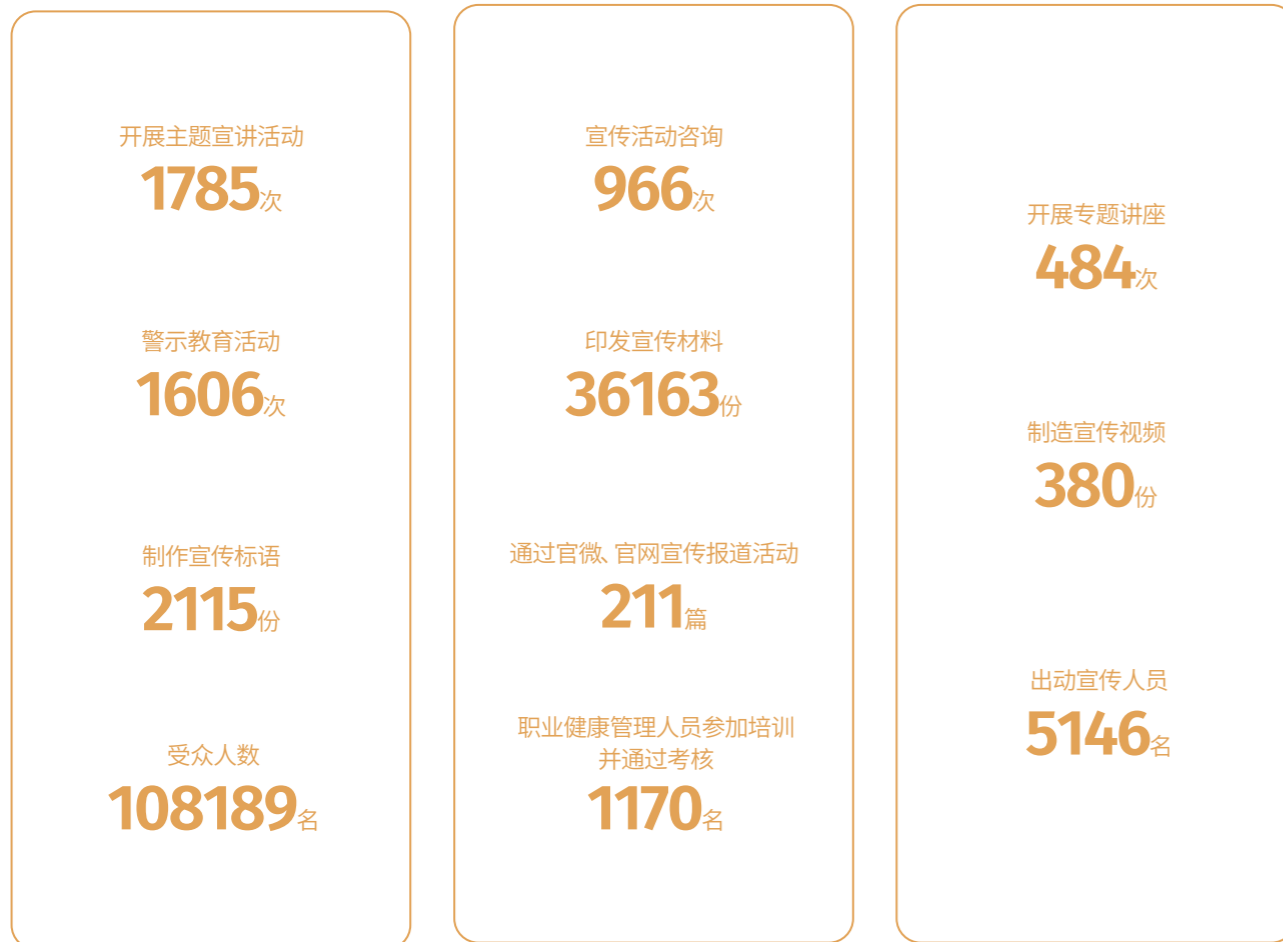 开展主题宣讲活动
1785次
警示教育活动
1606次
制作宣传标语
2115份
受众人数
108189名
宣传活动咨询
966次
印发宣传材料
36163份
通过官微、官网宣传报道活动
211篇
职业健康管理人员参加培训
并通过考核
1170名
开展专题讲座
484次
制造宣传视频
380份
出动宣传人员
5146名